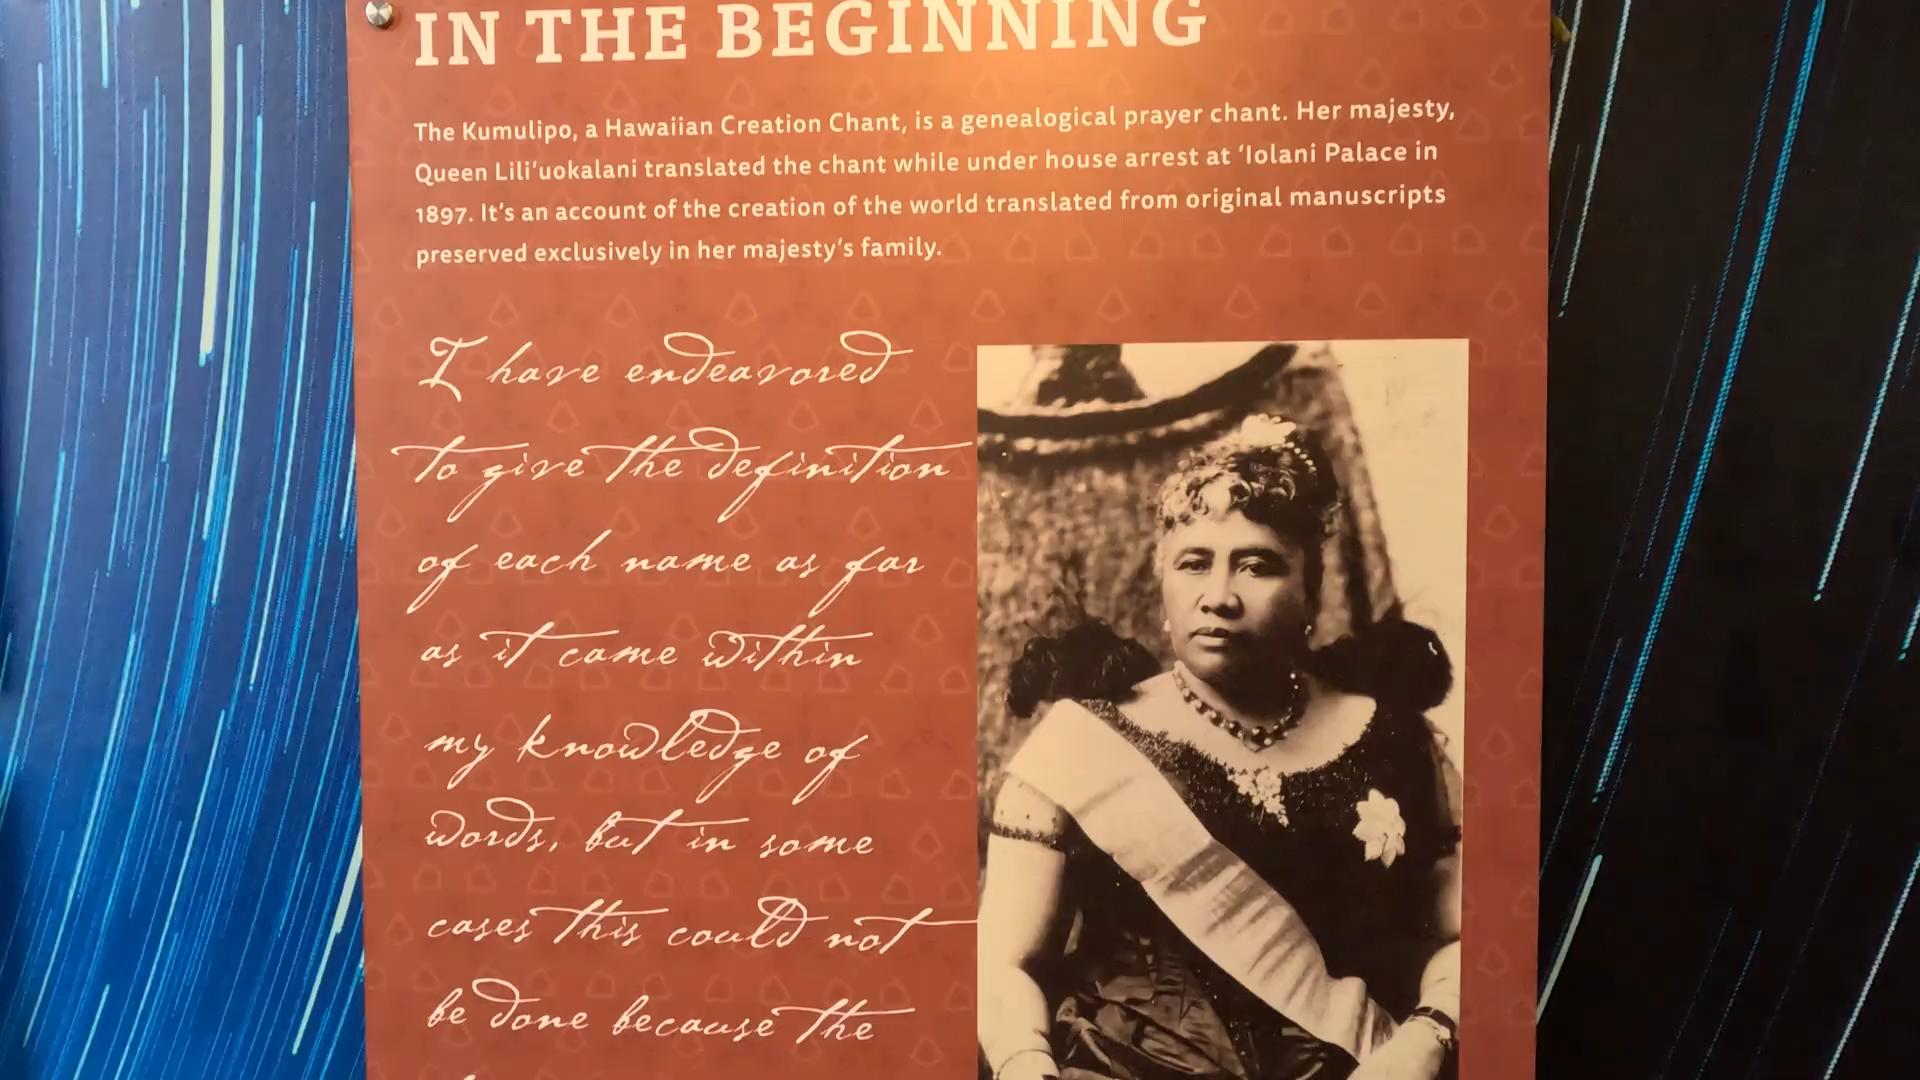 IN THE BEGINNING
The Kumulipo, a Hawaiian Creation Chant, is a genealogical prayer chant. Her majesty,
Queen Lili‘uokalani translated the chant while under house arrest at ‘Iolani Palace in
1897. It's an account of the creation of the world translated from original manuscripts
preserved exclusively in her majesty's family.
I have endeavored
to give the definition
of each name as far
as it came within
my knowledge of
words, but in some
cases this could not
be done because the